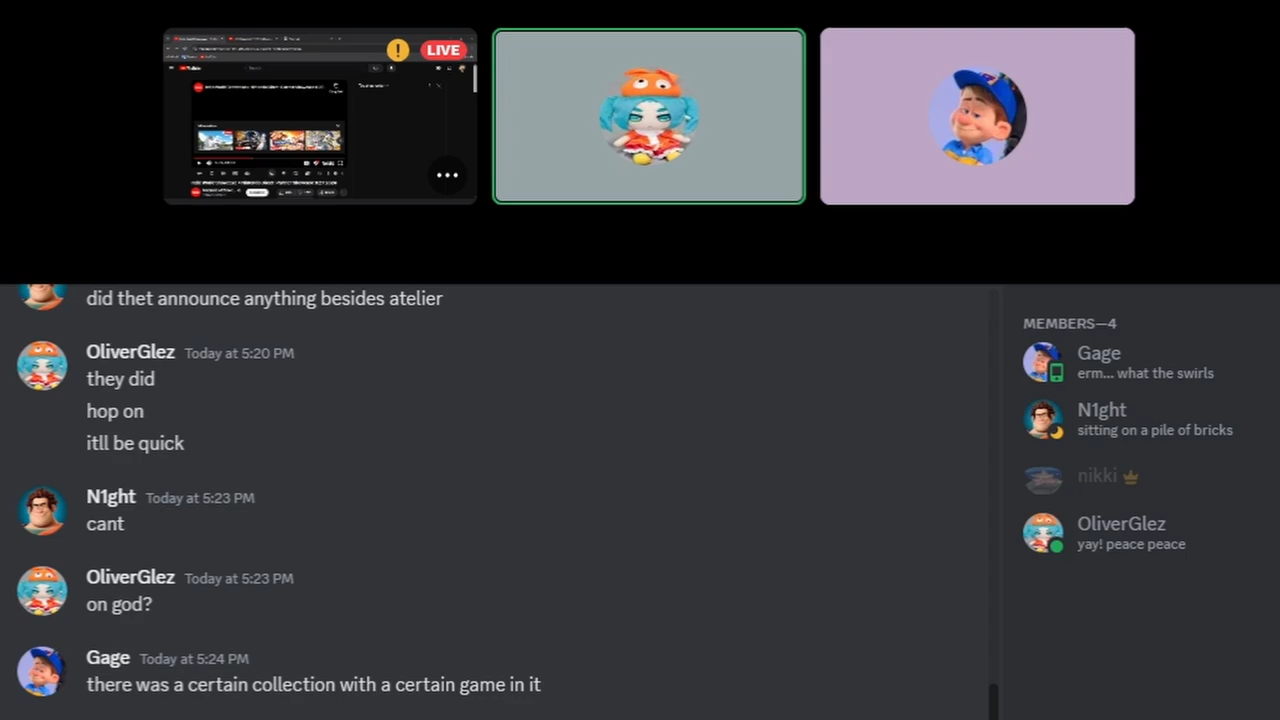 LIVE
did thet announce anything besides atelier
OliverGlez Today at 5:20 PM
they did
hop on
itll be quick
N1ght Today at 5:23 PM
cant
OliverGlez Today at 5:23 PM
on god?
Gage Today at 5:24 PM
there was a certain collection with a certain game in it
MEMBERS—4
Gage
erm... what the swirls
N1ght
sitting on a pile of bricks
nikki
OliverGlez
yay! peace peace